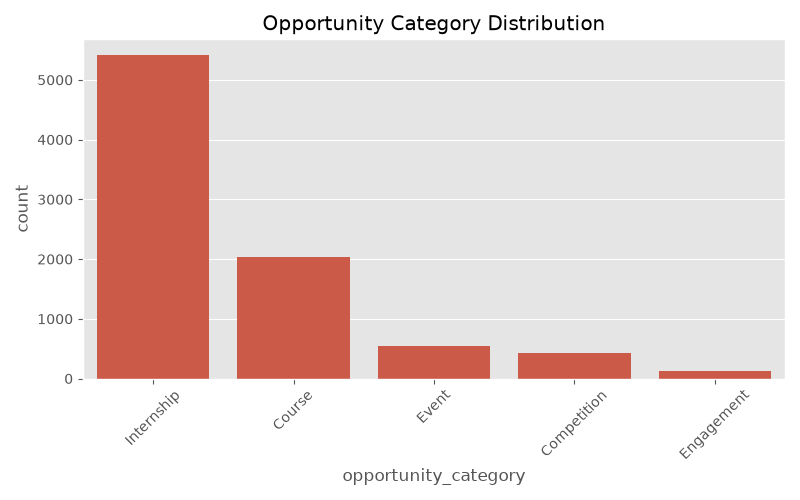 Opportunity Category Distribution
count
5000
4000
3000
2000
1000
0
Internship
Course
Event
Competition
Engagement
opportunity_category